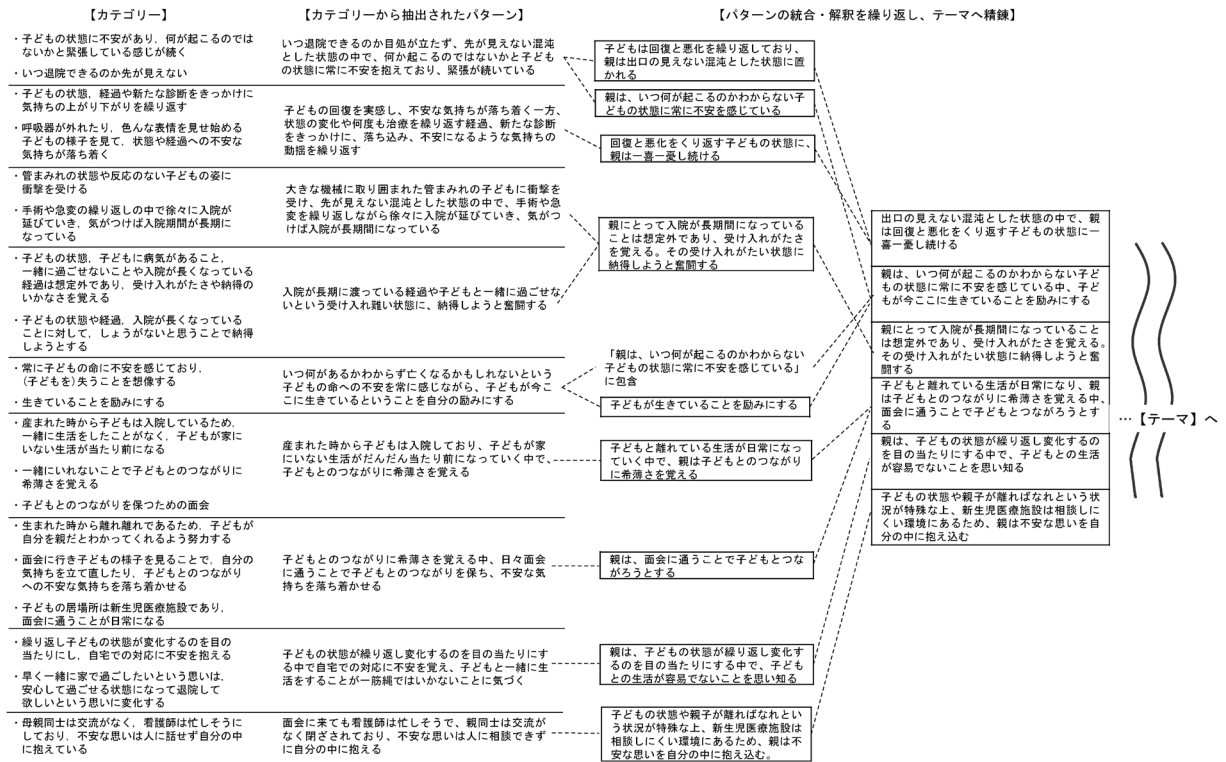 【カテゴリー】
・子どもの状態に不安があり，何が起こるのでは
ないかと緊張している感じが続く
・いつ退院できるのか先が見えない
・子どもの状態，経過や新たな診断をきっかけに
気持ちの上がり下がりを繰り返す
・呼吸器が外れたり，色んな表情を見せ始める
子どもの様子を見て，状態や経過への不安な
気持ちが落ち着く
・管まみれの状態や反応のない子どもの姿に
衝撃を受ける
・手術や急変の繰り返しの中で徐々に入院が
延びていき，気がつけば入院期間が長期に
なっている
・子どもの状態，子どもに病気があること，
一緒に過ごせないことや入院が長くなっている
経過は想定外であり，受け入れがたさや納得の
いかなさを覚える
・子どもの状態や経過，入院が長くなっている
ことに対して，しょうがないと思うことで納得
しようとする
・常に子どもの命に不安を感じており，
(子どもを)失うことを想像する
・生きていることを励みにする
・産まれた時から子どもは入院しているため，
一緒に生活をしたことがなく，子どもが家に
いない生活が当たり前になる
・一緒にいれないことで子どもとのつながりに
希薄さを覚える
・子どもとのつながりを保つための面会
・生まれた時から離れ離れであるため，子どもが
自分を親だとわかってくれるよう努力する
・面会に行き子どもの様子を見ることで，自分の
気持ちを立て直したり，子どもとのつながり
への不安な気持ちを落ち着かせる
・子どもの居場所は新生児医療施設であり，
面会に通うことが日常になる
・繰り返し子どもの状態が変化するのを目の
当たりにし，自宅での対応に不安を抱える
・早く一緒に家で過ごしたいという思いは，
安心して過ごせる状態になって退院して
欲しいという思いに変化する
・母親同士は交流がなく，看護師は忙しそうに
しており，不安な思いは人に話せず自分の中
に抱えている
【カテゴリーから抽出されたパターン】
いつ退院できるのか目処が立たず、先が見えない混沌
とした状態の中で、何か起こるのではないかと子ども
の状態に常に不安を抱えており、緊張が続いている
子どもの回復を実感し、不安な気持ちが落ち着く一方、
状態の変化や何度も治療を繰り返す経過、新たな診断
をきっかけに、落ち込み、不安になるような気持ちの
動揺を繰り返す
大きな機械に取り囲まれた管まみれの子どもに衝撃を
受け、先が見えない混沌とした状態の中で、手術や急
変を繰り返しながら徐々に入院が延びていき、気がつ
けば入院が長期間になっている
入院が長期に渡っている経過や子どもと一緒に過ごせな
いという受け入れ難い状態に、納得しようと奮闘する
いつ何があるかわからず亡くなるかもしれないという
子どもの命への不安を常に感じながら、子どもが今こ
こに生きているということを自分の励みにする
産まれた時から子どもは入院しており、子どもが家
にいない生活がだんだん当たり前になっていく中で、
子どもとのつながりに希薄さを覚える
子どもとのつながりに希薄さを覚える中、日々面会
に通うことで子どもとのつながりを保ち、不安な気
持ちを落ち着かせる
子どもの状態が繰り返し変化するのを目の当たりにす
る中で自宅での対応に不安を覚え、子どもと一緒に生
活をすることが一筋縄ではいかないことに気づく
面会に来ても看護師は忙しそうで、親同士は交流が
なく閉ざされており、不安な思いは人に相談できず
に自分の中に抱える
【パターンの統合・解釈を繰り返し、テーマへ精錬】
子どもは回復と悪化を繰り返しており、
親は出口の見えない混沌とした状態に置
かれる
親は、いつ何が起こるのかわからない子
どもの状態に常に不安を感じている
回復と悪化をくり返す子どもの状態に、
親は一喜一憂し続ける
親にとって入院が長期間になっている
ことは想定外であり、受け入れがたさ
を覚える。その受け入れがたい状態に
納得しようと奮闘する
「親は、いつ何が起こるのかわからない
子どもの状態に常に不安を感じている」
に包含
子どもが生きていることを励みにする
子どもと離れている生活が日常になっ
ていく中で、親は子どもとのつながり
に希薄さを覚える
親は、面会に通うことで子どもとつな
がろうとする
親は、子どもの状態が繰り返し変化す
るのを目の当たりにする中で、子ども
との生活が容易でないことを思い知る
子どもの状態や親子が離ればなれとい
う状況が特殊な上、新生児医療施設は
相談しにくい環境にあるため、親は不
安な思いを自分の中に抱え込む。
出口の見えない混沌とした状態の中で、親
は回復と悪化をくり返す子どもの状態に一
喜一憂し続ける
親は、いつ何が起こるのかわからない子ど
もの状態に常に不安を感じている中、子ど
もが今ここに生きていることを励みにする
親にとって入院が長期間になっていること
は想定外であり、受け入れがたさを覚える。
その受け入れがたい状態に納得しようと奮
闘する
子どもと離れている生活が日常になり、親
は子どもとのつながりに希薄さを覚える中、
面会に通うことで子どもとつながろうとす
る
親は、子どもの状態が繰り返し変化するの
を目の当たりにする中で、子どもとの生活
が容易でないことを思い知る
子どもの状態や親子が離ればなれという状
況が特殊な上、新生児医療施設は相談しに
くい環境にあるため、親は不安な思いを自
分の中に抱え込む
…【テーマ】へ